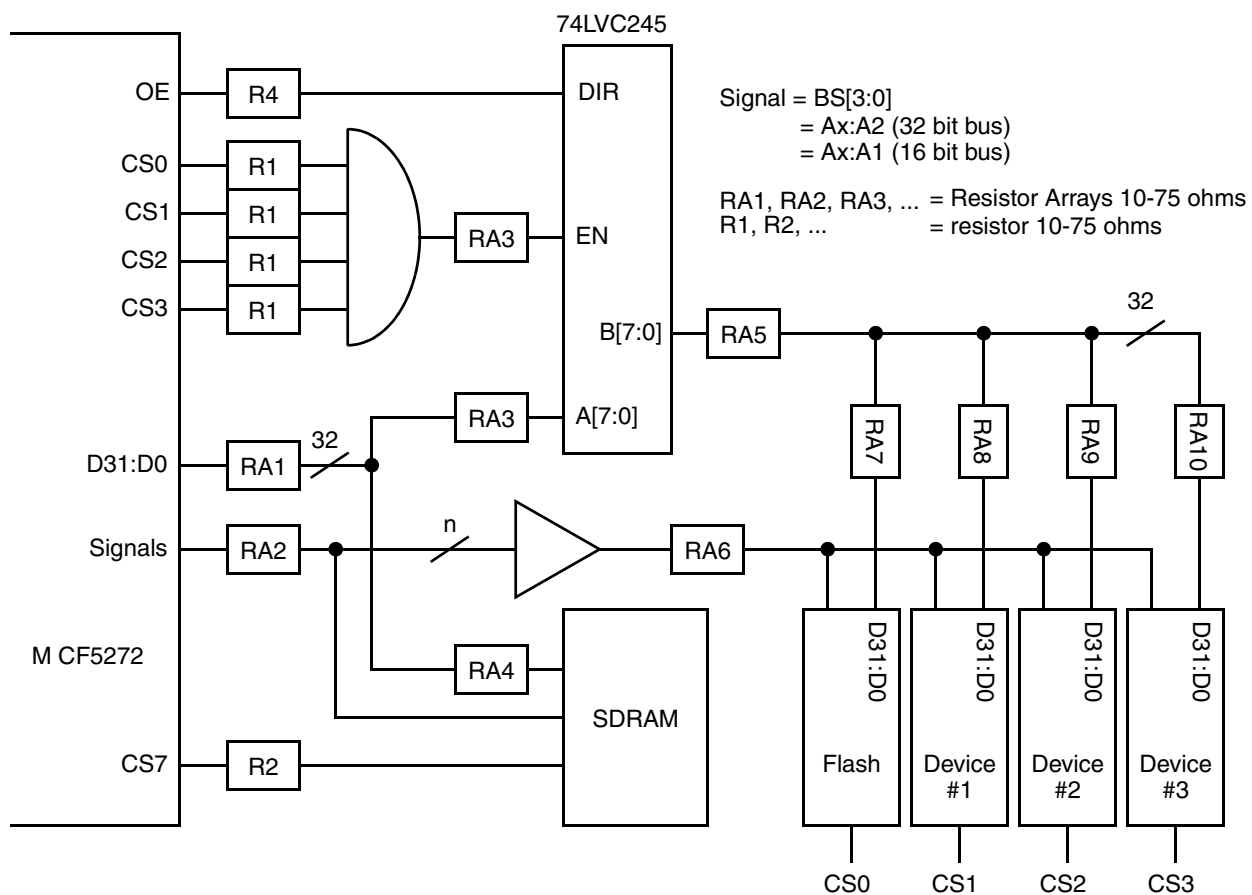 74LVC245
OE
R4
DIR
Signal = BS[3:0]
= Ax:A2 (32 bit bus)
= Ax:A1 (16 bit bus)
CS0
R1
CS1
R1
CS2
R1
CS3
R1
RA3
EN
RA1, RA2, RA3, ... = Resistor Arrays 10-75 ohms
R1, R2, ... = resistor 10-75 ohms
B[7:0]
RA5
32
RA3
A[7:0]
RA7
RA8
RA9
RA10
D31:D0
RA1
32
Signals
RA2
n
RA6
M CF5272
RA4
SDRAM
D31:D0
D31:D0
D31:D0
D31:D0
CS7
R2
Flash
Device
#1
Device
#2
Device
#3
CS0
CS1
CS2
CS3